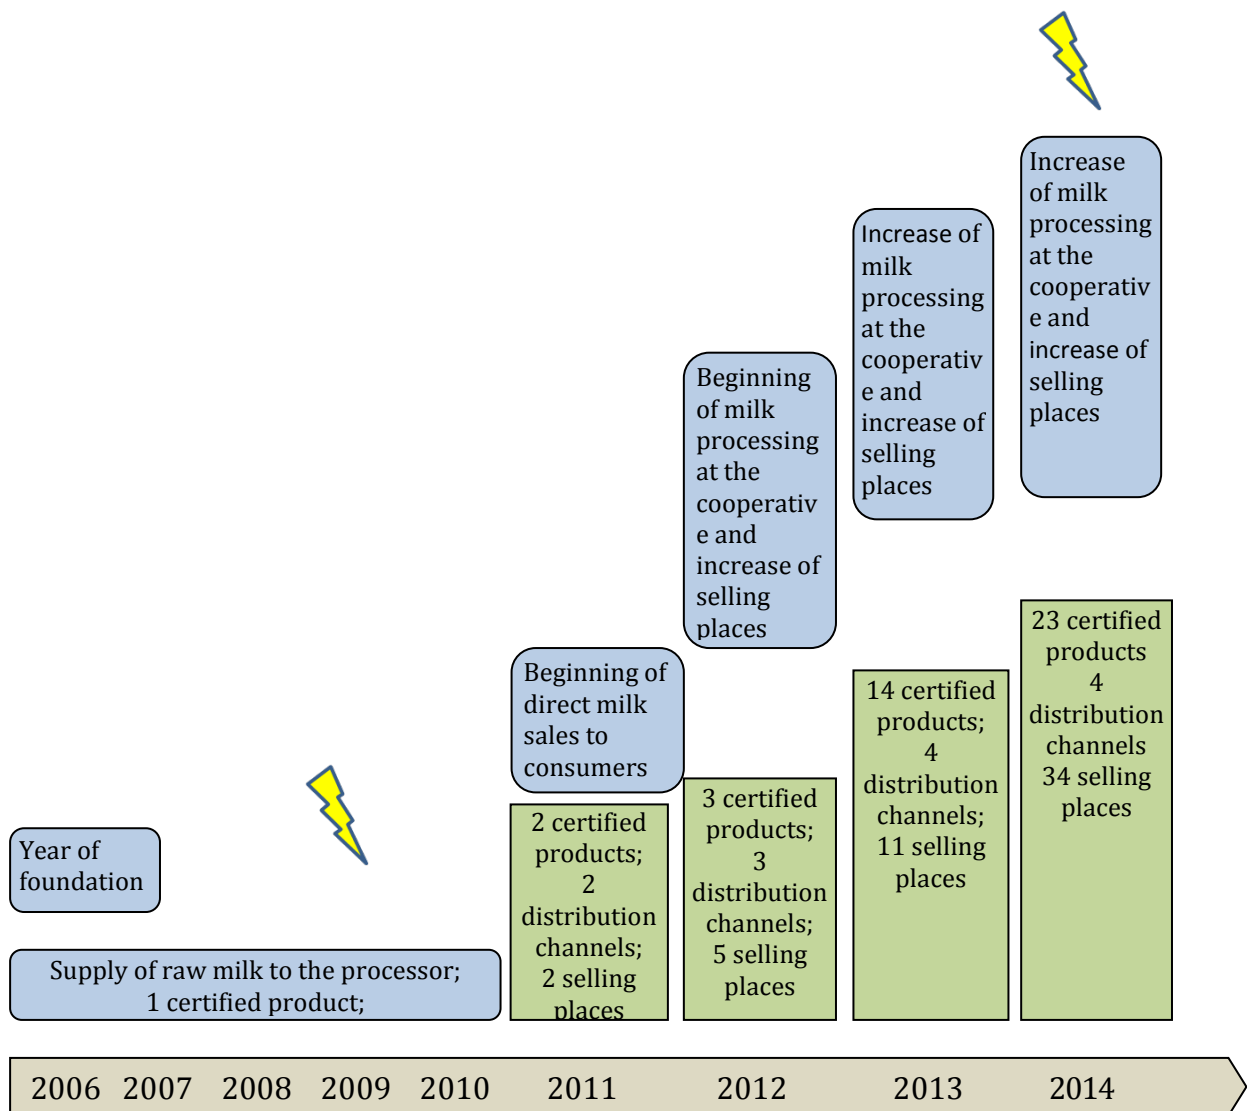 Year of
foundation
Supply of raw milk to the processor;
1 certified product;
Beginning of
direct milk
sales to
consumers
2 certified
products;
2
distribution
channels;
2 selling
places
Beginning
of milk
processing
at the
cooperativ
e and
increase of
selling
places
3 certified
products;
3
distribution
channels;
5 selling
places
Increase of
milk
processing
at the
cooperativ
e and
increase of
selling
places
14 certified
products;
4
distribution
channels;
11 selling
places
Increase
of milk
processing
at the
cooperativ
e and
increase of
selling
places
23 certified
products
4
distribution
channels
34 selling
places
2006 2007 2008 2009 2010 2011 2012 2013 2014